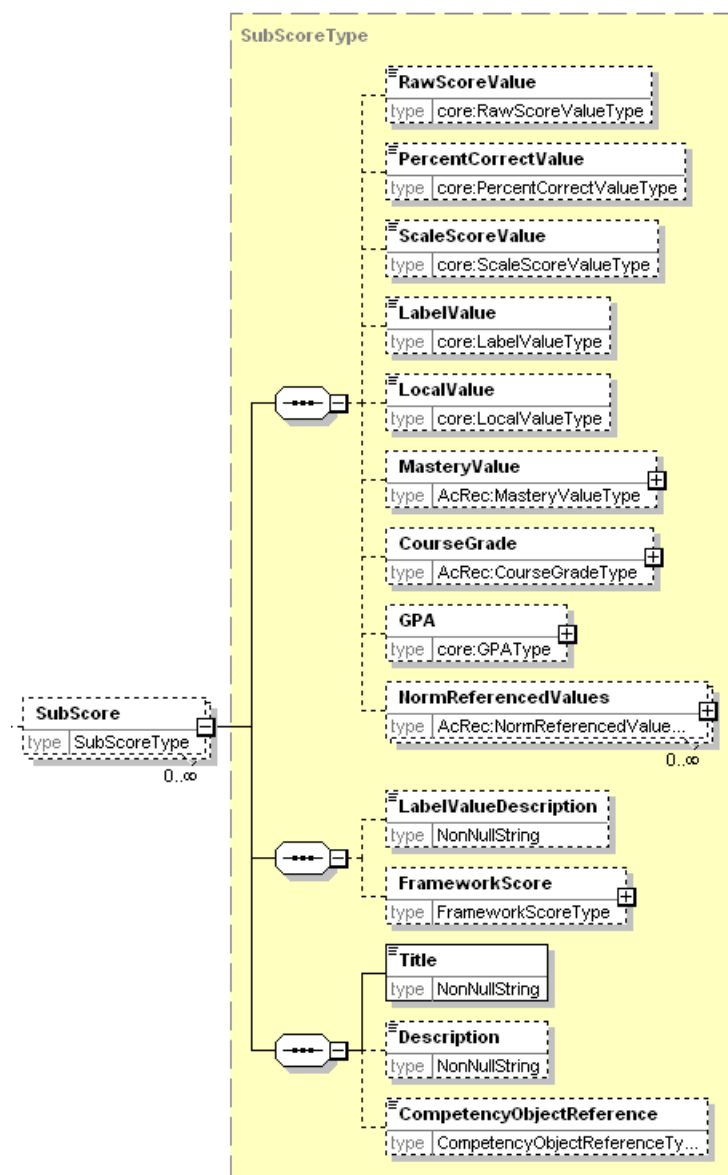 SubScoreType
RawScoreValue
type core:RawScoreValueType
PercentCorrectValue
type core:PercentCorrectValueType
ScaleScoreValue
type core:ScaleScoreValueType
LabelValue
type core:LabelValueType
LocalValue
type core:LocalValueType
MasteryValue
type AcRec:MasteryValueType
CourseGrade
type AcRec:CourseGradeType
GPA
type core:GPAType
NormReferencedValues
type AcRec:NormReferencedValue...
0..∞
SubScore
type SubScoreType
0..∞
LabelValueDescription
type NonNullString
FrameworkScore
type FrameworkScoreType
Title
type NonNullString
Description
type NonNullString
CompetencyObjectReference
type CompetencyObjectReferenceTy...